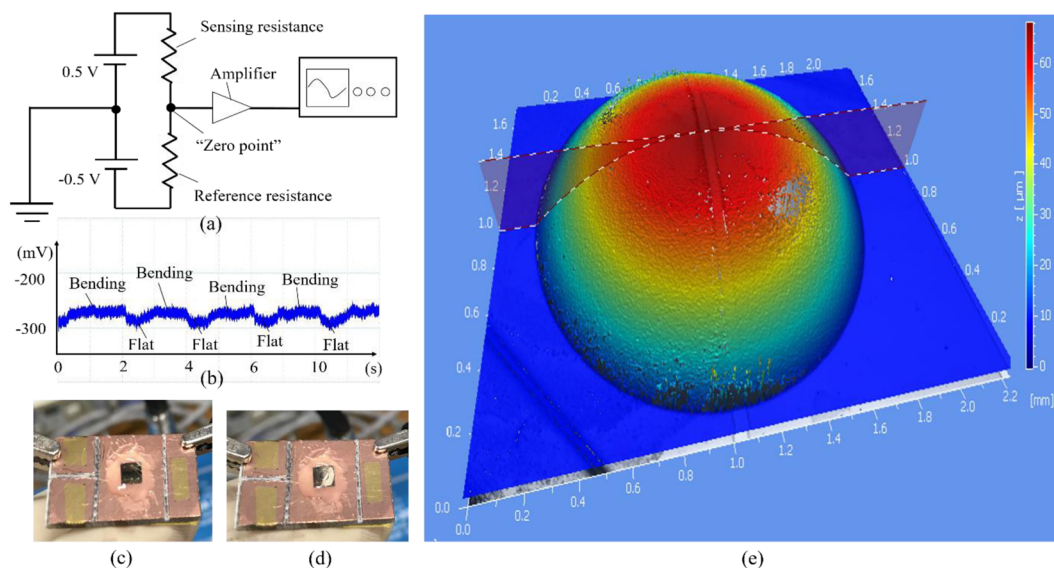 (a)
Sensing resistance
0.5 V
Amplifier
"Zero point"
-0.5 V
Reference resistance
(mV)
-200
-300
Bending
Bending
Bending
Bending
Flat
Flat
Flat
Flat
0 2 4 6 10 (s)
(b)
(c)
(d)
0.2 0.4 0.6 0.8 1.4 1.6 1.8 2.0
1.6
1.4
1.2
1.0
0.8
0.6
0.4
0.2
0.0
1.6
1.4
1.2
1.0
0.8
0.6
0.4
0.2
0.0 0.2 0.4 0.6 0.8 1.0 1.2 1.4 1.6 1.8 2.0 2.2
[mm]
z [ µm ]
60
50
40
30
20
10
0
(e)